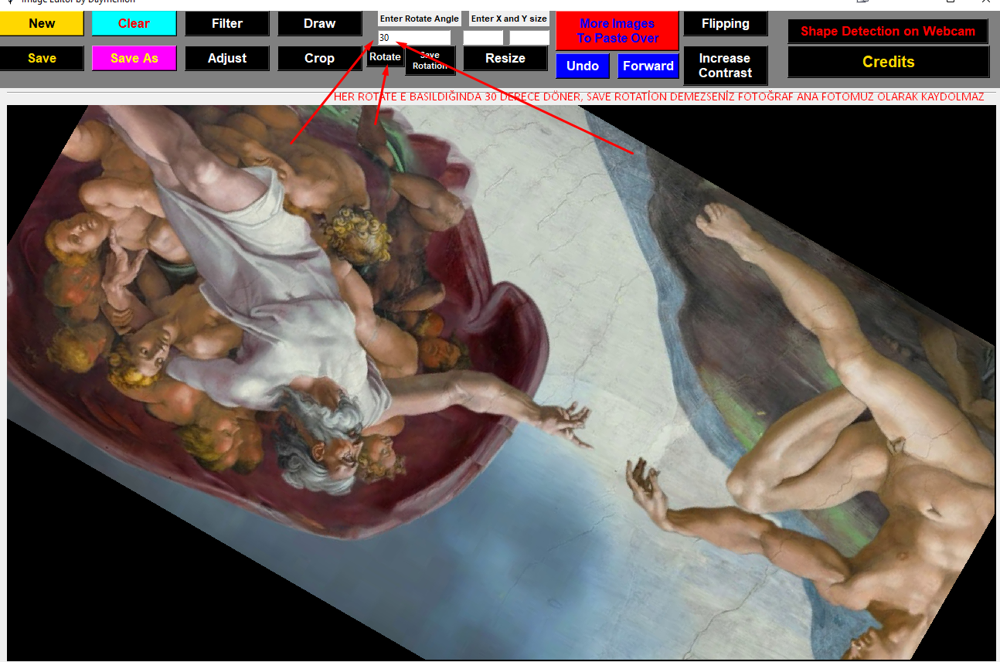 Image Editor by Daymenion
New Clear Filter Draw Enter Rotate Angle Enter X and Y size More Images To Paste Over Flipping Shape Detection on Webcam
30
Save Save As Adjust Crop Rotate Save Rotation Resize Undo Forward Increase Contrast Credits
HER ROTATE E BASILDIĞINDA 30 DERECE DÖNER, SAVE ROTATİON DEMEZSENİZ FOTOĞRAF ANA FOTOMUZ OLARAK KAYDOLMAZ